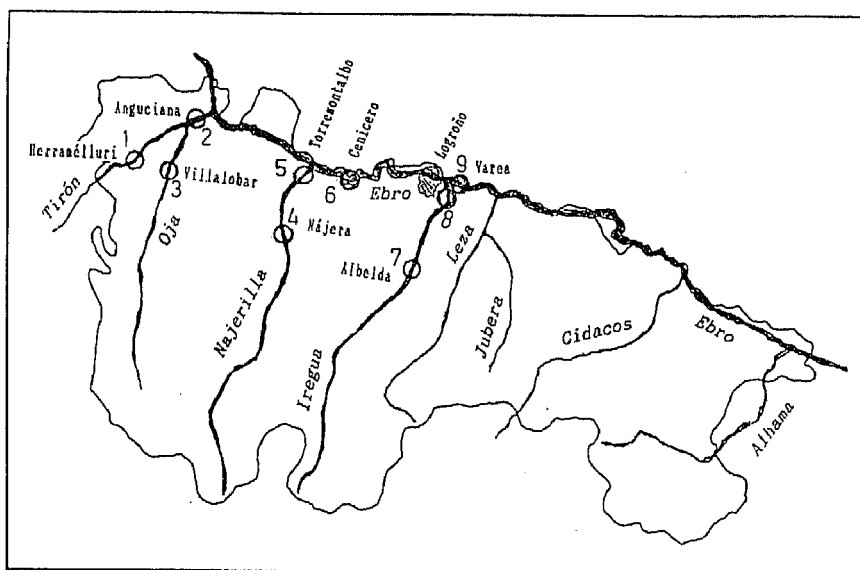 Anguciana
2
1
Herramélluri
3
Villalobar
Tirón
Oja
Torremontalbo
5
Cenicero
6
Ebro
Logroño
9
Varea
8
4
Nájera
7
Albelda
Najerilla
Iregua
Leza
Jubera
Cidacos
Ebro
Alhama